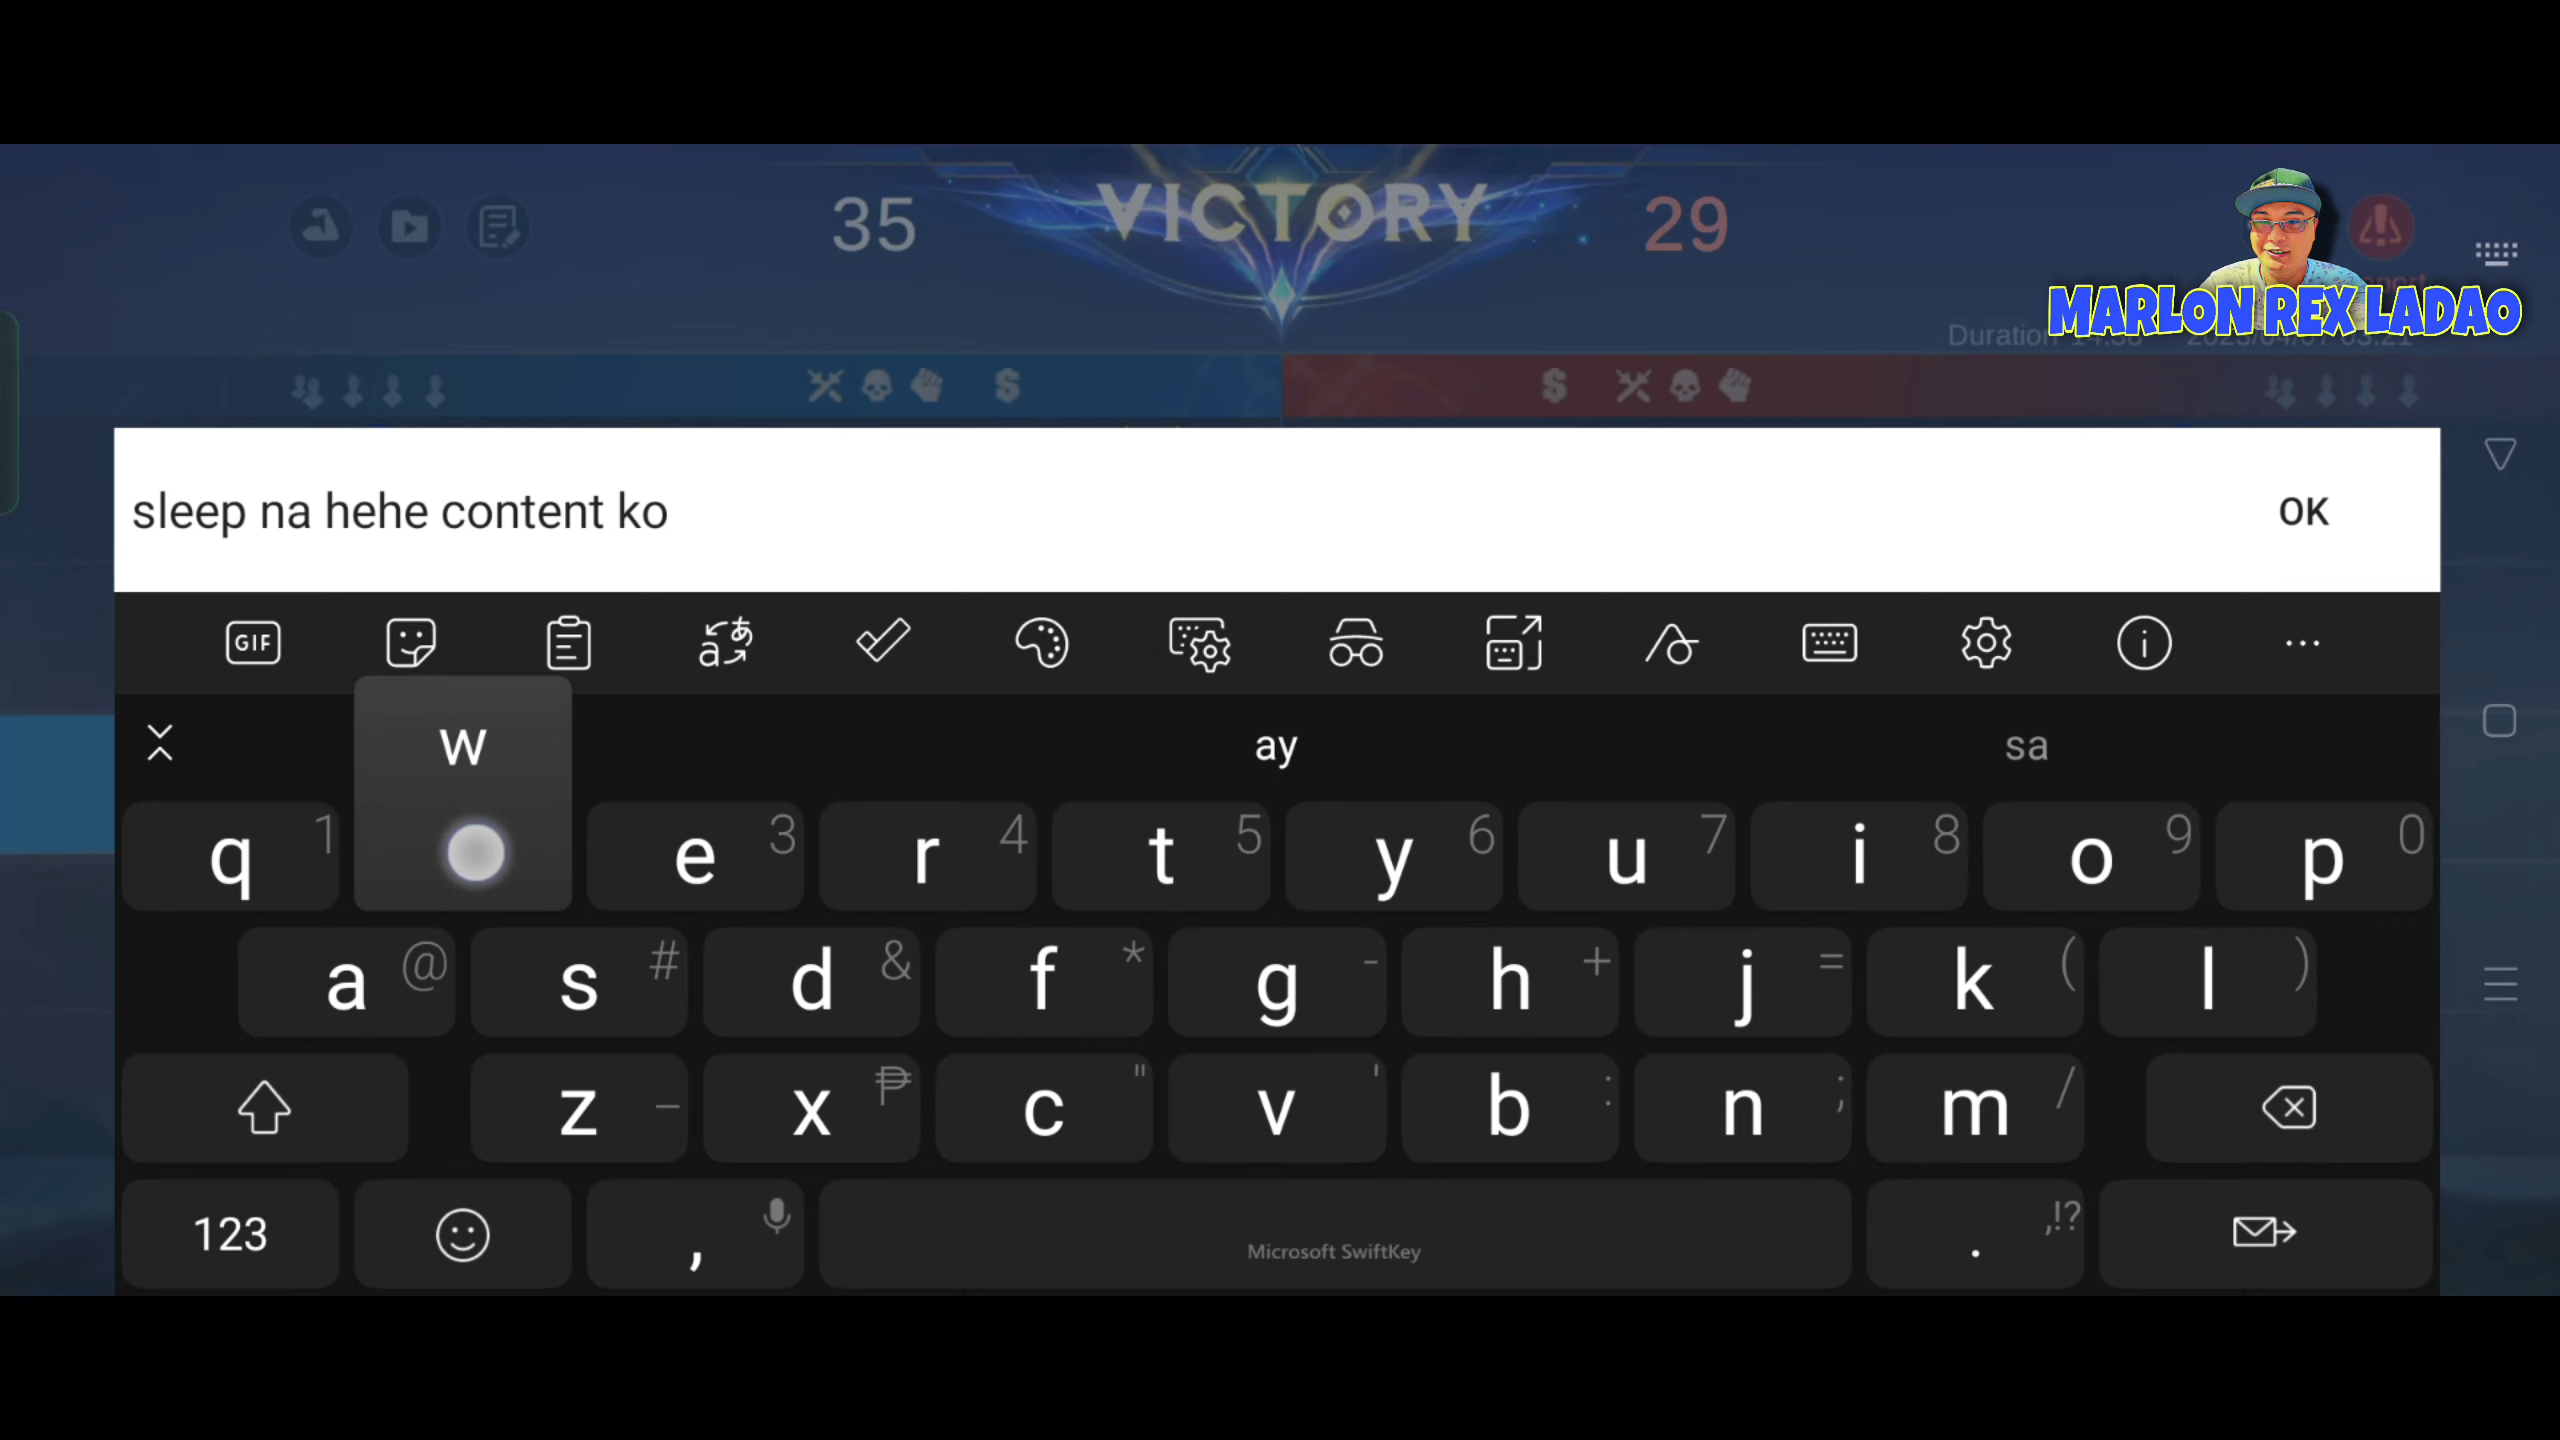 35 VICTORY 29
MARLON REX LADAO
Duration
sleep na hehe content ko OK
GIF
w ay sa
q 1 e 3 r 4 t 5 y 6 u 7 i 8 o 9 p 0
a @ s # d & f * g - h + j = k ( l )
z _ x ₱ c " v ' b : n ; m /
123 , Microsoft SwiftKey . ,!?